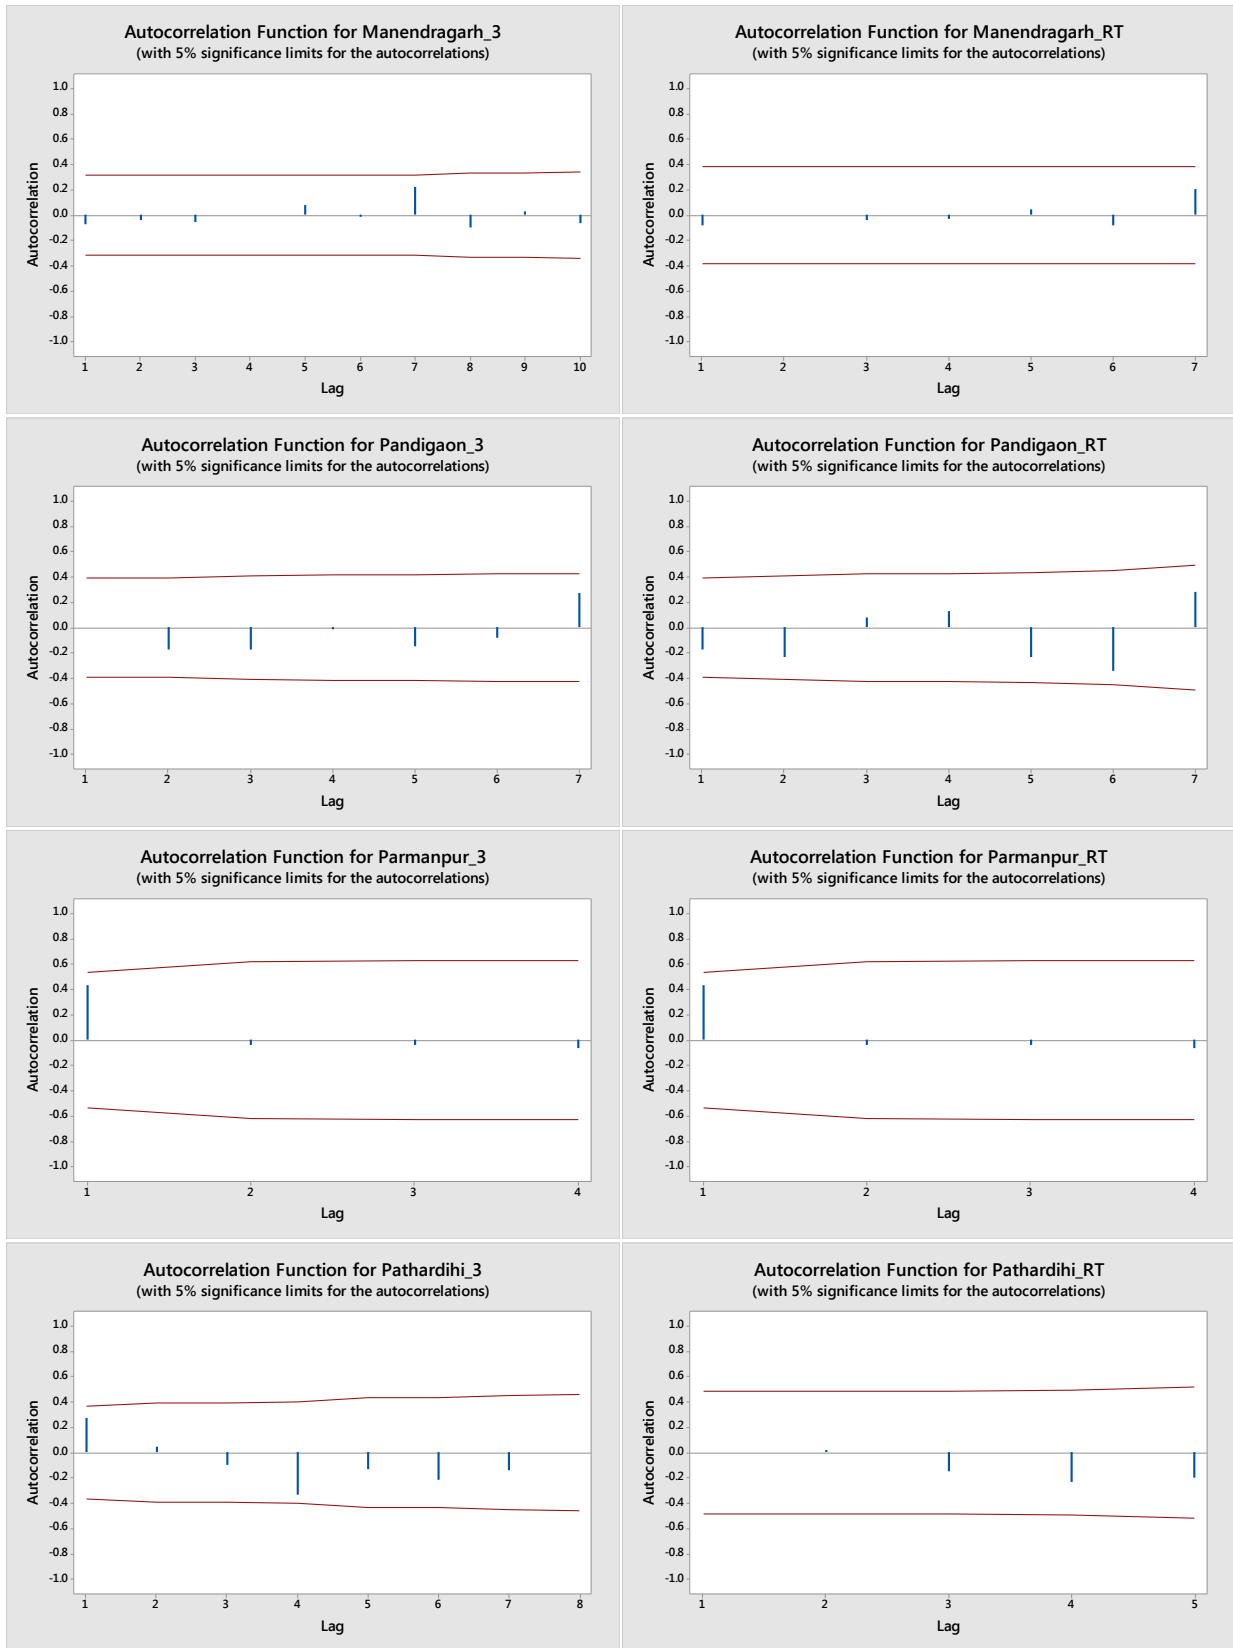 Autocorrelation Function for Manendragarh_3
(with 5% significance limits for the autocorrelations)
1.0
0.8
0.6
0.4
0.2
0.0
-0.2
-0.4
-0.6
-0.8
-1.0
Autocorrelation
1 2 3 4 5 6 7 8 9 10
Lag
Autocorrelation Function for Manendragarh_RT
(with 5% significance limits for the autocorrelations)
1.0
0.8
0.6
0.4
0.2
0.0
-0.2
-0.4
-0.6
-0.8
-1.0
Autocorrelation
1 2 3 4 5 6 7
Lag
Autocorrelation Function for Pandigaon_3
(with 5% significance limits for the autocorrelations)
1.0
0.8
0.6
0.4
0.2
0.0
-0.2
-0.4
-0.6
-0.8
-1.0
Autocorrelation
1 2 3 4 5 6 7
Lag
Autocorrelation Function for Pandigaon_RT
(with 5% significance limits for the autocorrelations)
1.0
0.8
0.6
0.4
0.2
0.0
-0.2
-0.4
-0.6
-0.8
-1.0
Autocorrelation
1 2 3 4 5 6 7
Lag
Autocorrelation Function for Parmanpur_3
(with 5% significance limits for the autocorrelations)
1.0
0.8
0.6
0.4
0.2
0.0
-0.2
-0.4
-0.6
-0.8
-1.0
Autocorrelation
1 2 3 4
Lag
Autocorrelation Function for Parmanpur_RT
(with 5% significance limits for the autocorrelations)
1.0
0.8
0.6
0.4
0.2
0.0
-0.2
-0.4
-0.6
-0.8
-1.0
Autocorrelation
1 2 3 4
Lag
Autocorrelation Function for Pathardihi_3
(with 5% significance limits for the autocorrelations)
1.0
0.8
0.6
0.4
0.2
0.0
-0.2
-0.4
-0.6
-0.8
-1.0
Autocorrelation
1 2 3 4 5 6 7 8
Lag
Autocorrelation Function for Pathardihi_RT
(with 5% significance limits for the autocorrelations)
1.0
0.8
0.6
0.4
0.2
0.0
-0.2
-0.4
-0.6
-0.8
-1.0
Autocorrelation
1 2 3 4 5
Lag